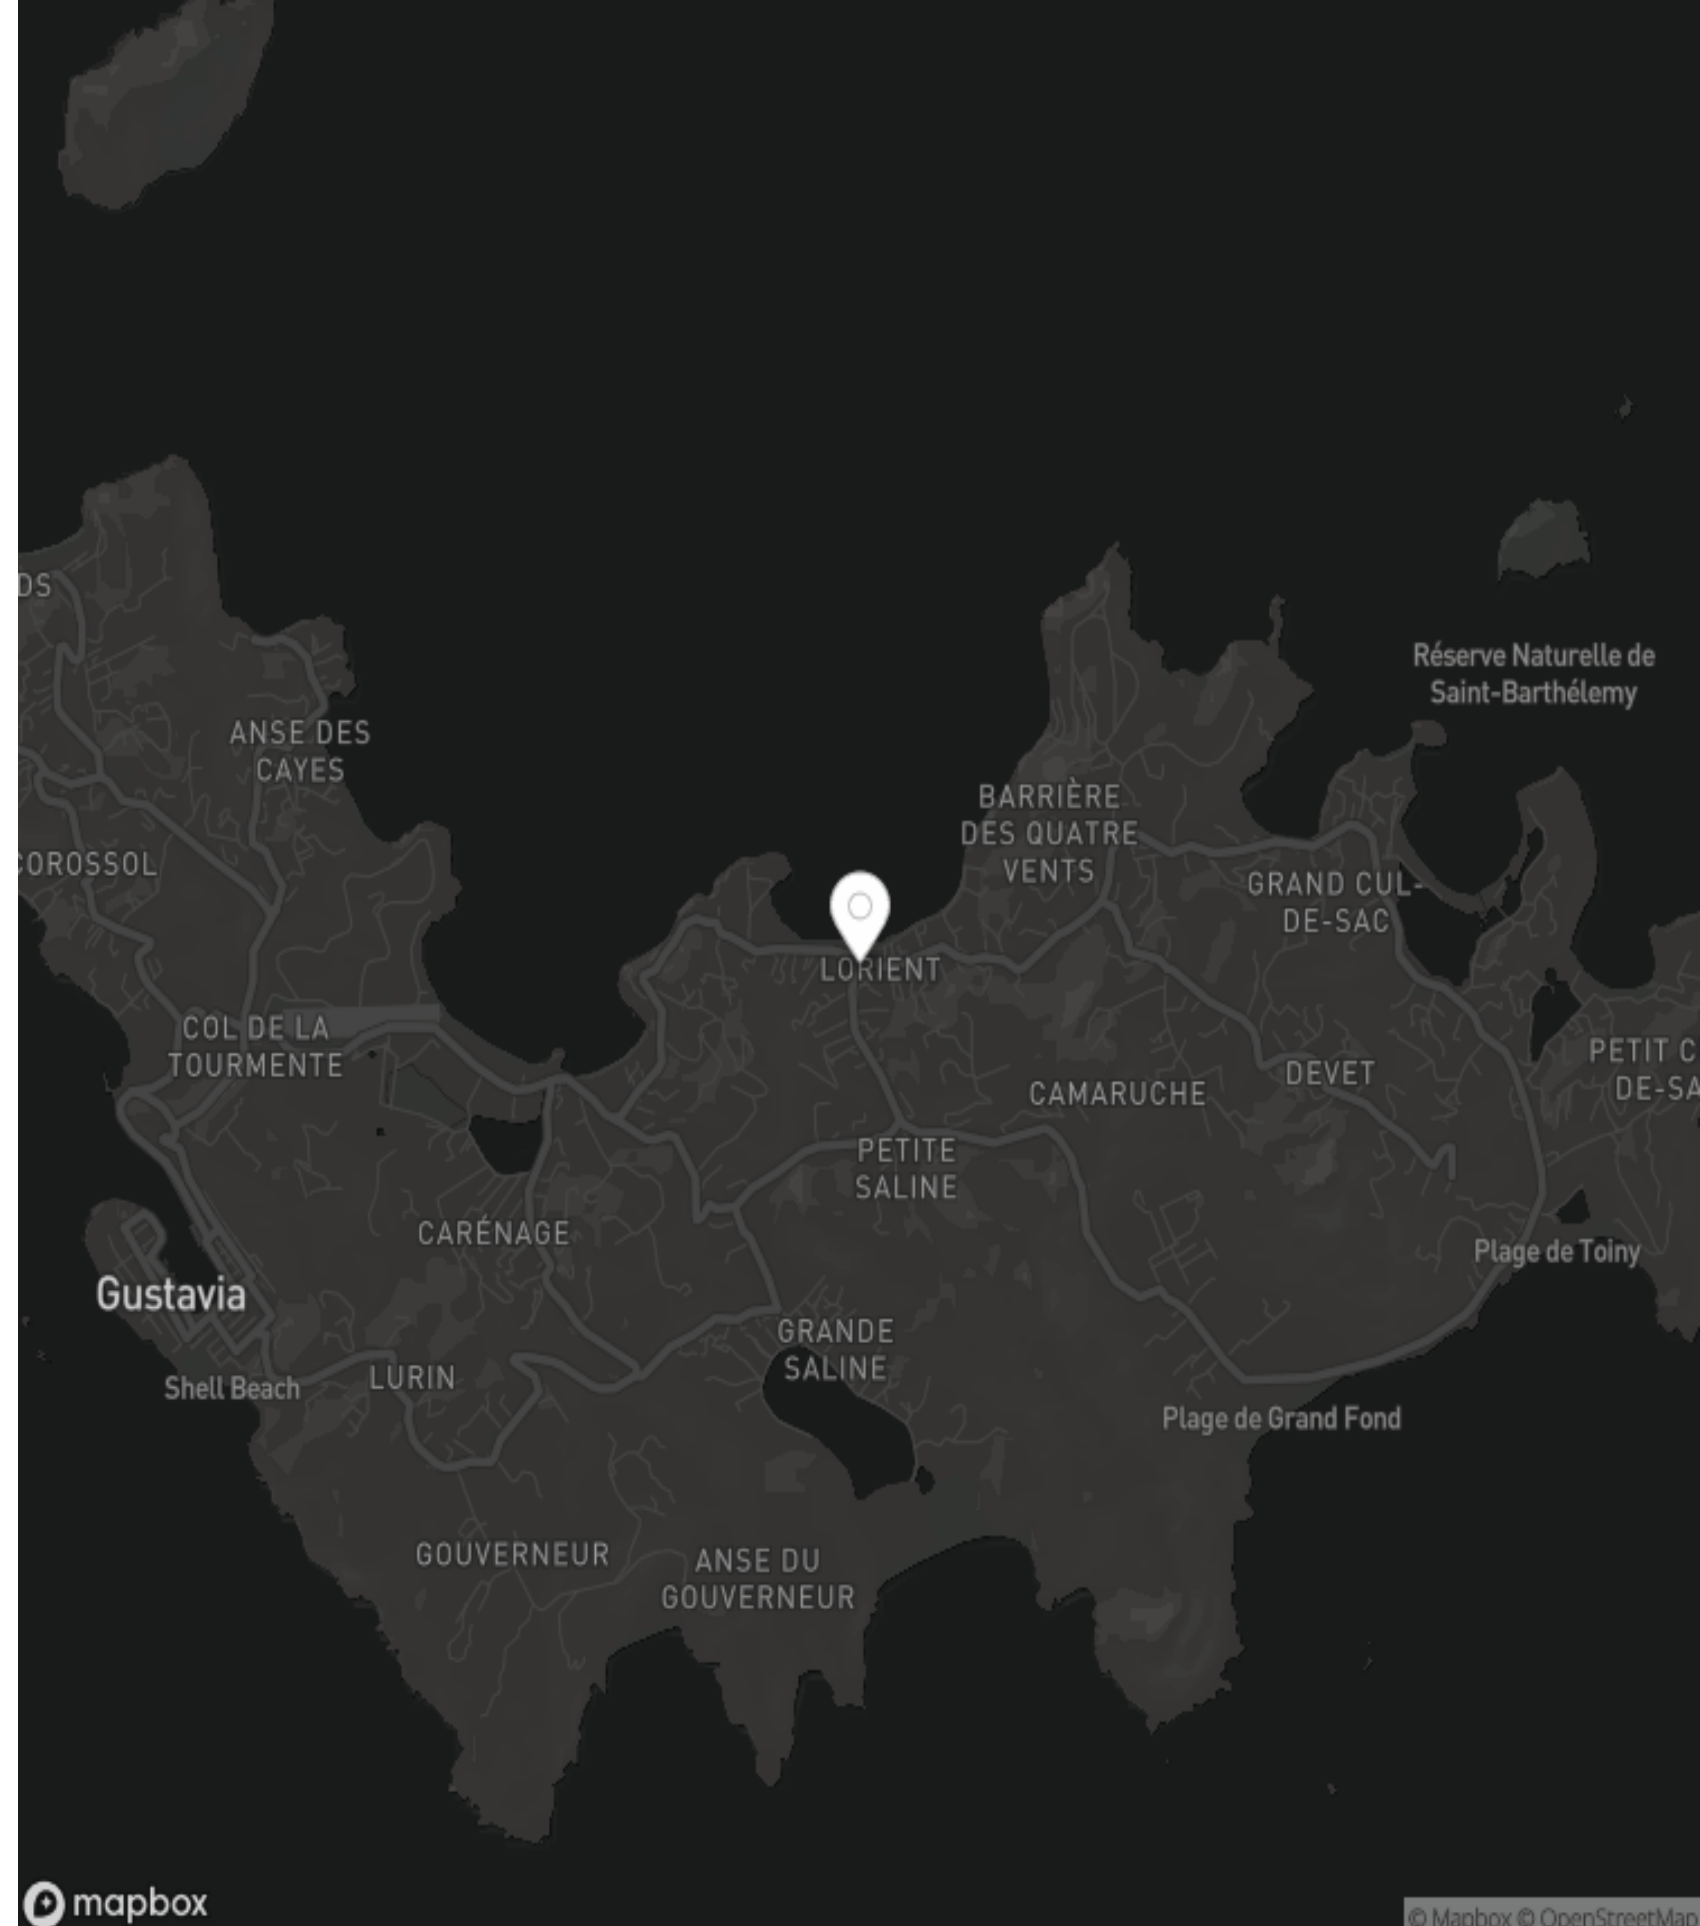 DS
ANSE DES
CAYES
Réserve Naturelle de
Saint-Barthélemy
BARRIÈRE
DES QUATRE
VENTS
COROSSOL
GRAND CUL-
DE-SAC
LORIENT
COL DE LA
TOURMENTE
PETIT C
DE-SA
DEVET
CAMARUCHE
PETITE
SALINE
CARÉNAGE
Plage de Toiny
Gustavia
GRANDE
SALINE
LURIN
Shell Beach
Plage de Grand Fond
GOUVERNEUR
ANSE DU
GOUVERNEUR
mapbox
© Mapbox © OpenStreetMap